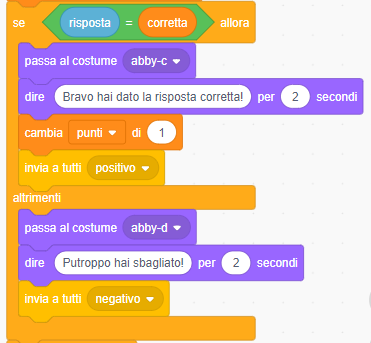 se risposta = corretta allora
passa al costume abby-c
dire Bravo hai dato la risposta corretta! per 2 secondi
cambia punti di 1
invia a tutti positivo
altrimenti
passa al costume abby-d
dire Putroppo hai sbagliato! per 2 secondi
invia a tutti negativo